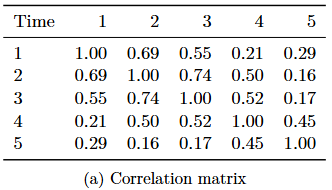 Time 1 2 3 4 5
1 1.00 0.69 0.55 0.21 0.29
2 0.69 1.00 0.74 0.50 0.16
3 0.55 0.74 1.00 0.52 0.17
4 0.21 0.50 0.52 1.00 0.45
5 0.29 0.16 0.17 0.45 1.00
(a) Correlation matrix